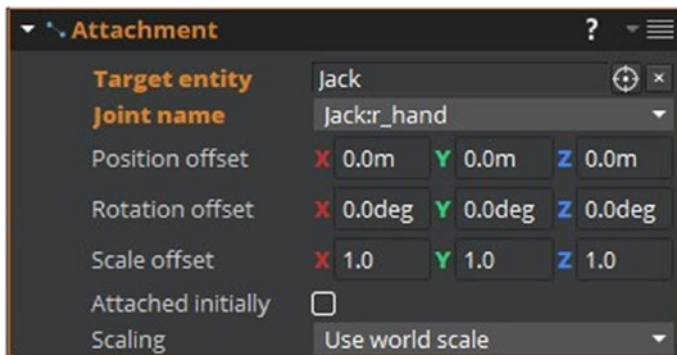 Attachment ?
Target entity Jack
Joint name Jack:r_hand
Position offset X 0.0m Y 0.0m Z 0.0m
Rotation offset X 0.0deg Y 0.0deg Z 0.0deg
Scale offset X 1.0 Y 1.0 Z 1.0
Attached initially
Scaling Use world scale